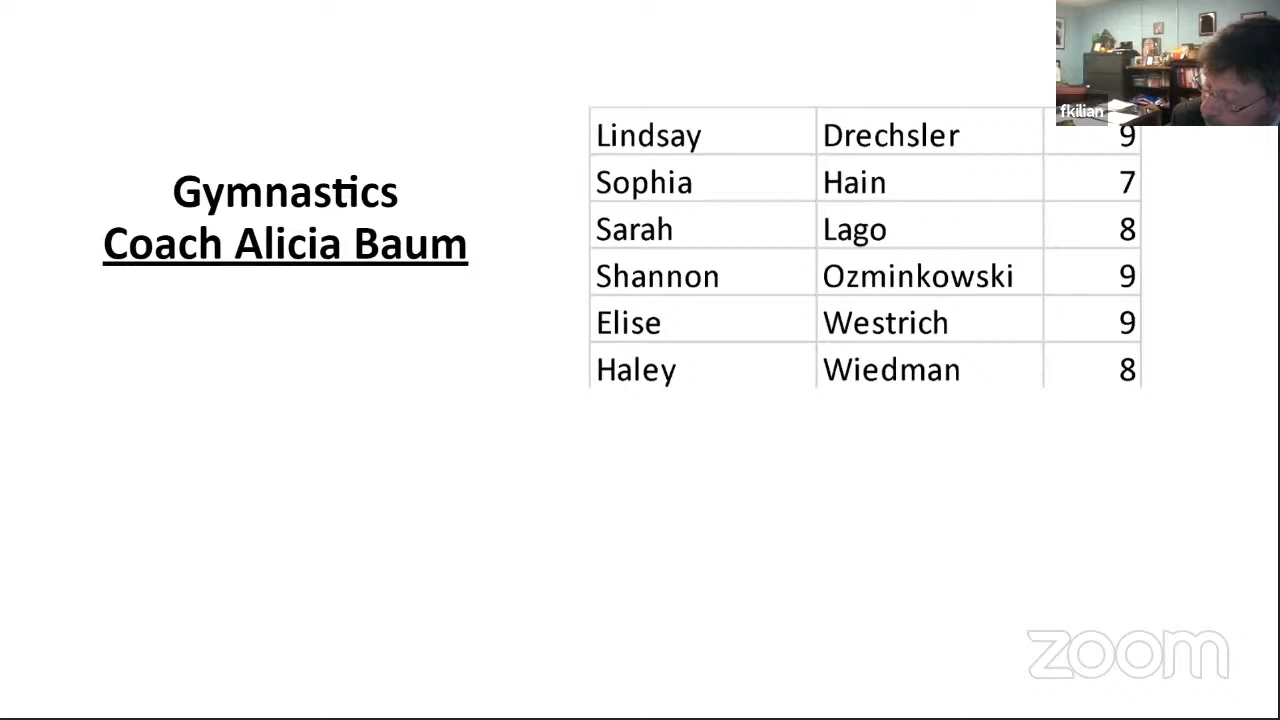 Gymnastics
Coach Alicia Baum
Lindsay Drechsler 9
Sophia Hain 7
Sarah Lago 8
Shannon Ozminkowski 9
Elise Westrich 9
Haley Wiedman 8
fkilian
zoom